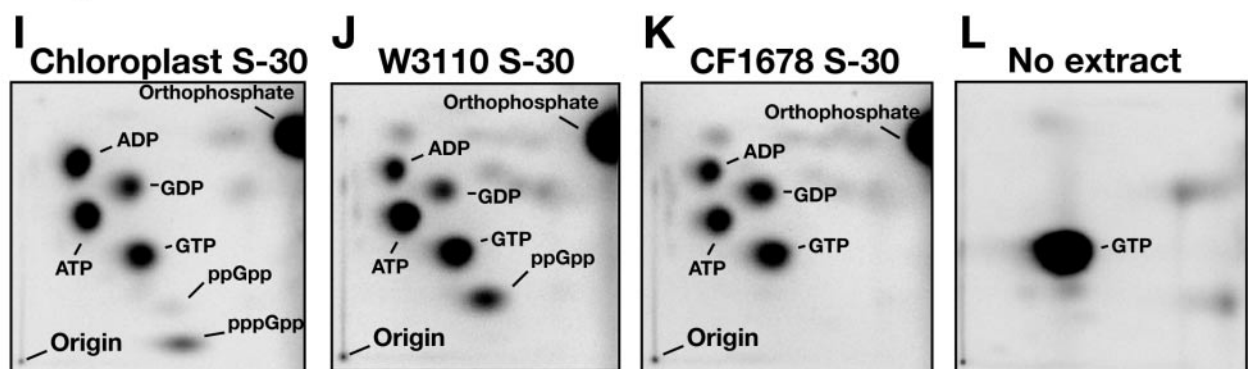 I
Chloroplast S-30
Orthophosphate
ADP
GDP
ATP
GTP
ppGpp
pppGpp
Origin
J
W3110 S-30
Orthophosphate
ADP
GDP
ATP
GTP
ppGpp
Origin
K
CF1678 S-30
Orthophosphate
ADP
GDP
ATP
GTP
Origin
L
No extract
GTP